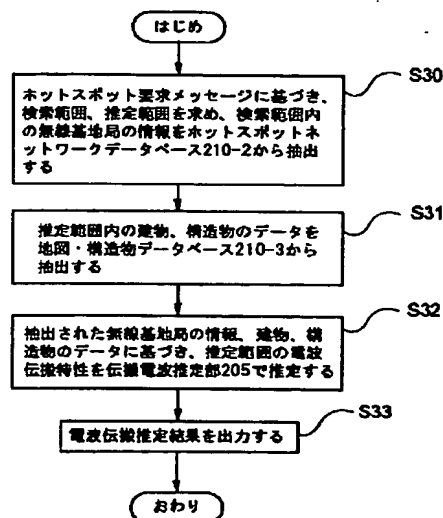 はじめ
S30
ホットスポット要求メッセージに基づき、
検索範囲、推定範囲を求め、検索範囲内
の無線基地局の情報をホットスポットネ
ットワークデータベース210-2から抽出
する
S31
推定範囲内の建物、構造物のデータを
地図・構造物データベース210-3から
抽出する
S32
抽出された無線基地局の情報、建物、構
造物のデータに基づき、推定範囲の電波
伝搬特性を伝搬電波推定部205で推定する
S33
電波伝搬推定結果を出力する
おわり